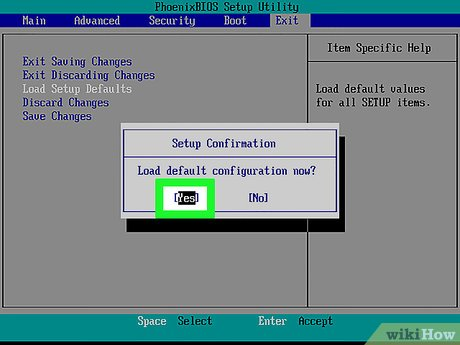 PhoenixBIOS Setup Utility
Main Advanced Security Boot Exit
Item Specific Help
Exit Saving Changes
Exit Discarding Changes
Load Setup Defaults
Discard Changes
Save Changes
Load default values
for all SETUP items.
Setup Confirmation
Load default configuration now?
[Yes] [No]
Space Select Enter Accept
wikiHow